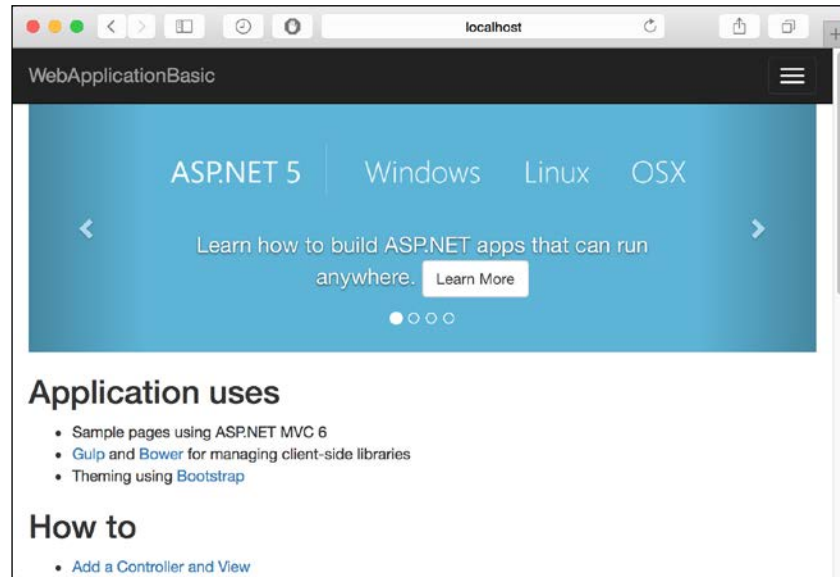 localhost
WebApplicationBasic
ASP.NET 5 Windows Linux OSX
Learn how to build ASP.NET apps that can run
anywhere. Learn More
Application uses
• Sample pages using ASP.NET MVC 6
• Gulp and Bower for managing client-side libraries
• Theming using Bootstrap
How to
• Add a Controller and View